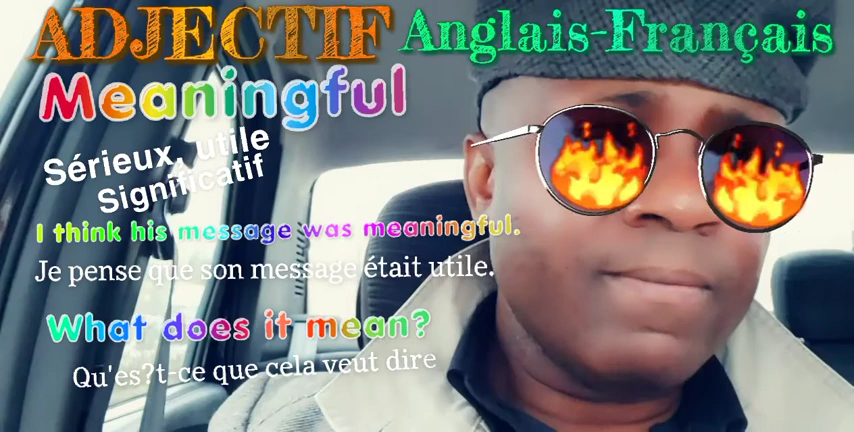 ADJECTIF Anglais-Français
Meaningful
Sérieux, utile
Significatif
I think his message was meaningful.
Je pense que son message était utile.
What does it mean?
Qu'es?t-ce que cela veut dire